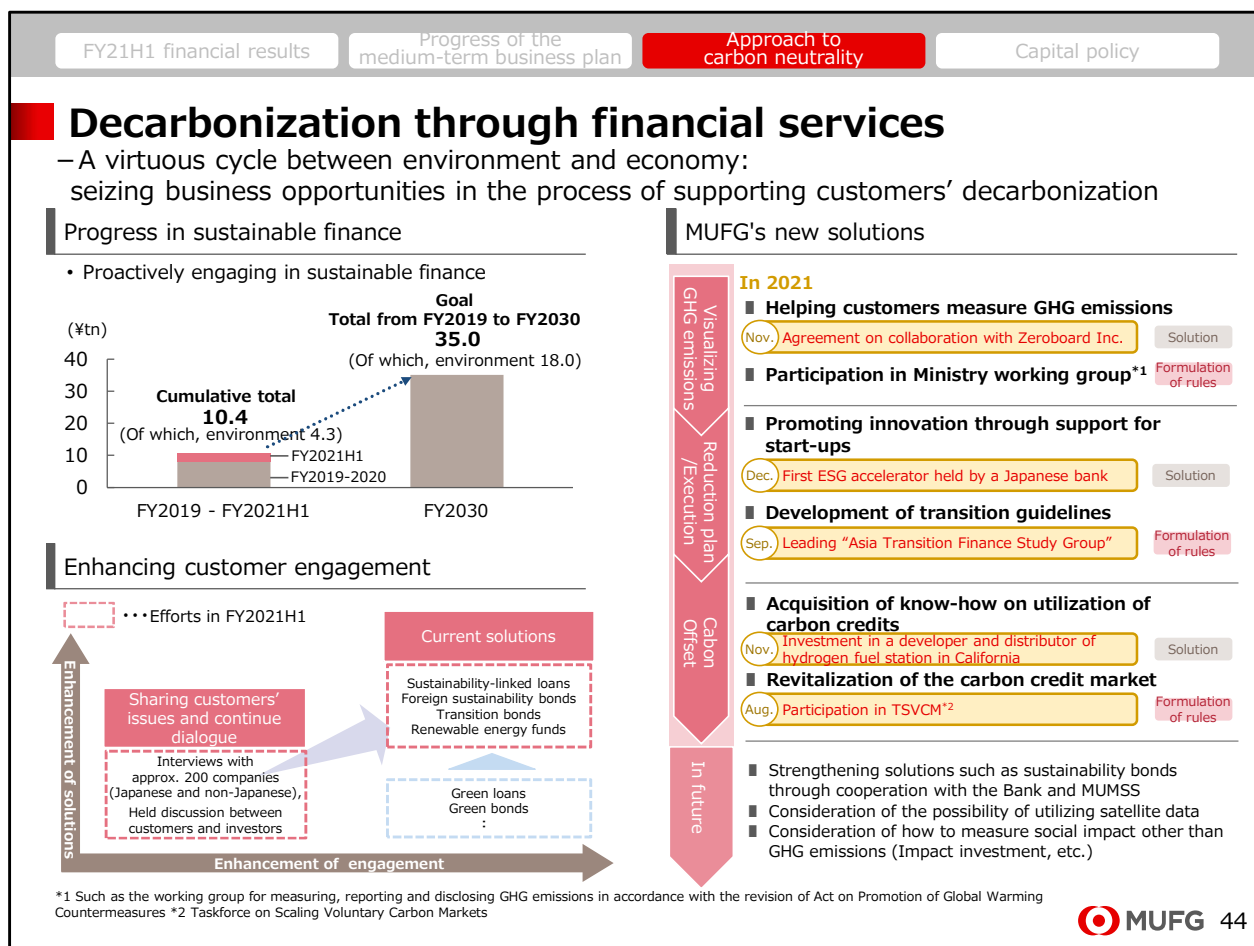 FY21H1 financial results
Progress of the
medium-term business plan
Approach to
carbon neutrality
Capital policy
Decarbonization through financial services
－A virtuous cycle between environment and economy:
seizing business opportunities in the process of supporting customers’ decarbonization
Progress in sustainable finance
• Proactively engaging in sustainable finance
(¥tn)
40
30
20
10
0
Cumulative total
10.4
(Of which, environment 4.3)
FY2021H1
FY2019-2020
Goal
Total from FY2019 to FY2030
35.0
(Of which, environment 18.0)
FY2019 - FY2021H1
FY2030
Enhancing customer engagement
･･･Efforts in FY2021H1
Enhancement of solutions
Sharing customers’
issues and continue
dialogue
Interviews with
approx. 200 companies
(Japanese and non-Japanese),
Held discussion between
customers and investors
Current solutions
Sustainability-linked loans
Foreign sustainability bonds
Transition bonds
Renewable energy funds
Green loans
Green bonds
:
Enhancement of engagement
MUFG's new solutions
Visualizing
GHG emissions
Reduction plan
/Execution
Cabon
Offset
In future
In 2021
■ Helping customers measure GHG emissions
Nov. Agreement on collaboration with Zeroboard Inc.
Solution
■ Participation in Ministry working group*1
Formulation
of rules
■ Promoting innovation through support for
start-ups
Dec. First ESG accelerator held by a Japanese bank
Solution
■ Development of transition guidelines
Sep. Leading “Asia Transition Finance Study Group”
Formulation
of rules
■ Acquisition of know-how on utilization of
carbon credits
Nov. Investment in a developer and distributor of
hydrogen fuel station in California
Solution
■ Revitalization of the carbon credit market
Aug. Participation in TSVCM*2
Formulation
of rules
■ Strengthening solutions such as sustainability bonds
through cooperation with the Bank and MUMSS
■ Consideration of the possibility of utilizing satellite data
■ Consideration of how to measure social impact other than
GHG emissions (Impact investment, etc.)
*1 Such as the working group for measuring, reporting and disclosing GHG emissions in accordance with the revision of Act on Promotion of Global Warming
Countermeasures *2 Taskforce on Scaling Voluntary Carbon Markets
MUFG 44